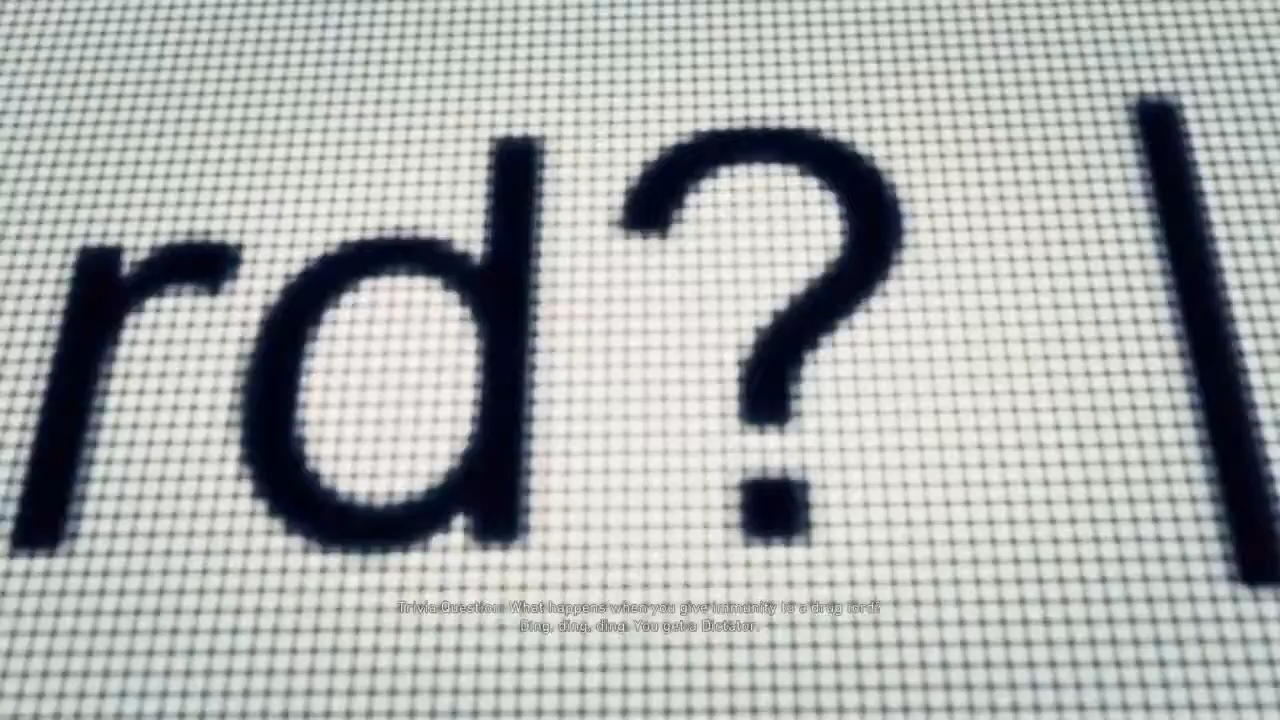 rd?
Trivia Question: What happens when you give immunity to a drug lord?
Ding, ding, ding. You get a Dictator.